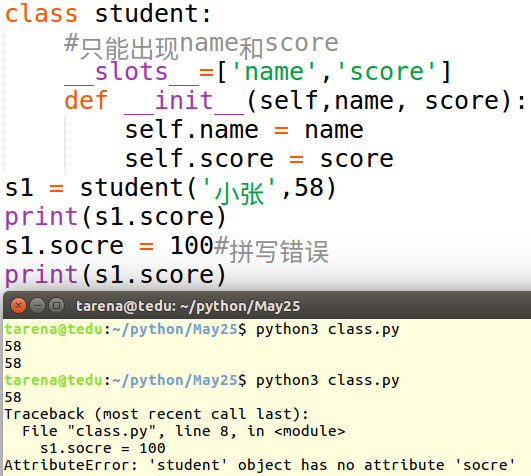 class student:
    #只能出现name和score
    __slots__=['name','score']
    def __init__(self,name, score):
        self.name = name
        self.score = score
s1 = student('小张',58)
print(s1.score)
s1.socre = 100#拼写错误
print(s1.score)
tarena@tedu: ~/python/May25
tarena@tedu:~/python/May25$ python3 class.py
58
58
tarena@tedu:~/python/May25$ python3 class.py
58
Traceback (most recent call last):
  File "class.py", line 8, in <module>
    s1.socre = 100
AttributeError: 'student' object has no attribute 'socre'